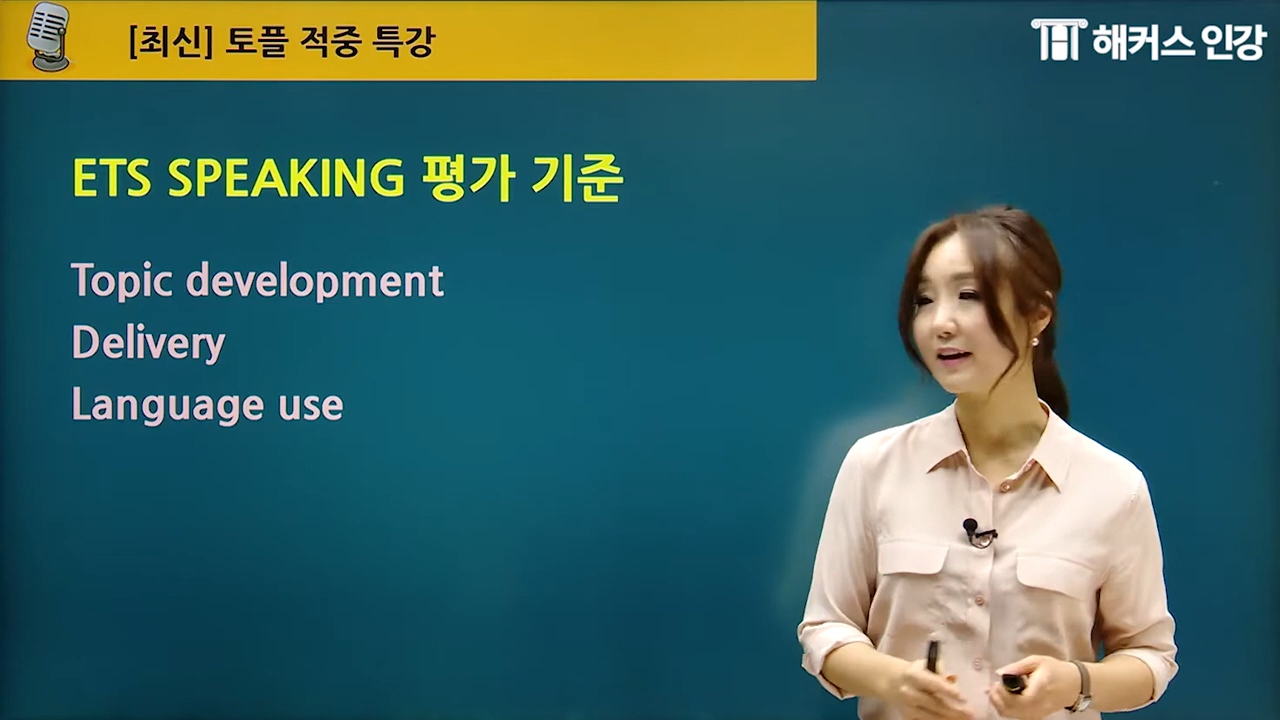 [최신] 토플 적중 특강
해커스 인강
ETS SPEAKING 평가 기준
Topic development
Delivery
Language use